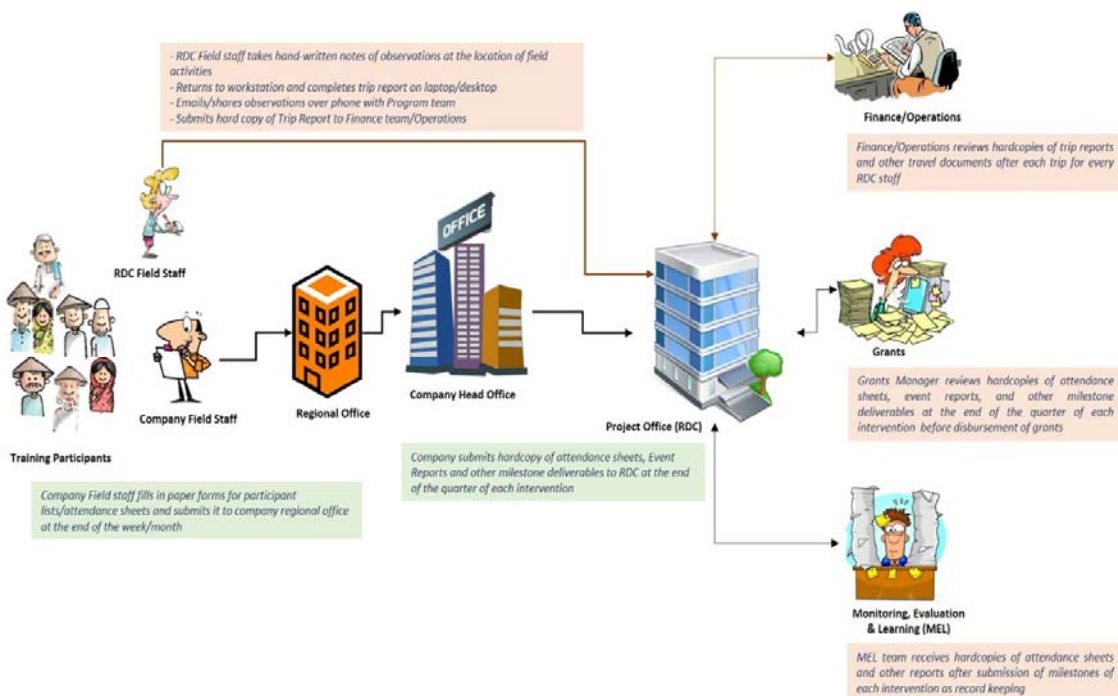 - RDC Field staff takes hand-written notes of observations at the location of field
activities
- Returns to workstation and completes trip report on laptop/desktop
- Emails/shares observations over phone with Program team
- Submits hard copy of Trip Report to Finance team/Operations
Finance/Operations
Finance/Operations reviews hardcopies of trip reports
and other travel documents after each trip for every
RDC staff
RDC Field Staff
OFFICE
Grants
Grants Manager reviews hardcopies of attendance
sheets, event reports, and other milestone
deliverables at the end of the quarter of each
intervention before disbursement of grants
Company Field Staff
Regional Office
Company Head Office
Project Office (RDC)
Training Participants
Company Field staff fills in paper forms for participant
lists/attendance sheets and submits it to company regional office
at the end of the week/month
Company submits hardcopy of attendance sheets, Event
Reports and other milestone deliverables to RDC at the end
of the quarter of each intervention
Monitoring, Evaluation
& Learning (MEL)
MEL team receives hardcopies of attendance sheets
and other reports after submission of milestones of
each intervention as record keeping